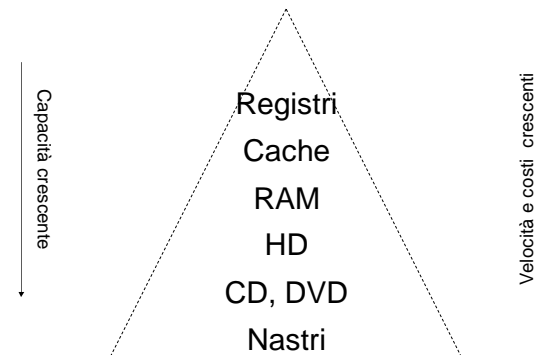 Capacità crescente
Registri
Cache
RAM
HD
CD, DVD
Nastri
Velocità e costi crescenti